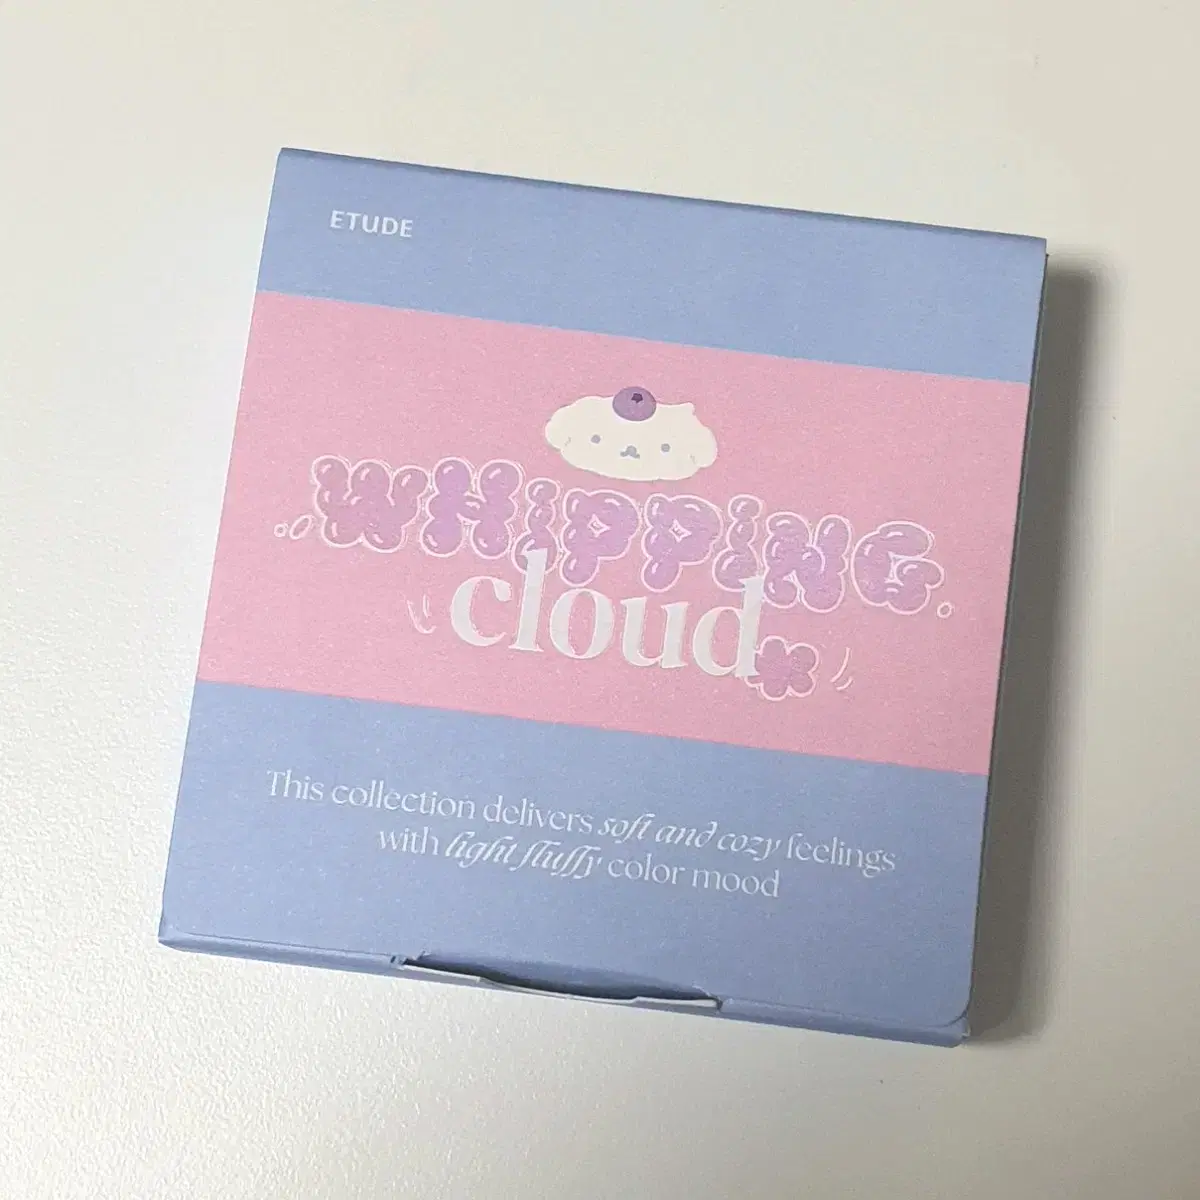 ETUDE
WHIPPING
cloud
This collection delivers soft and cozy feelings
with light fluffy color mood